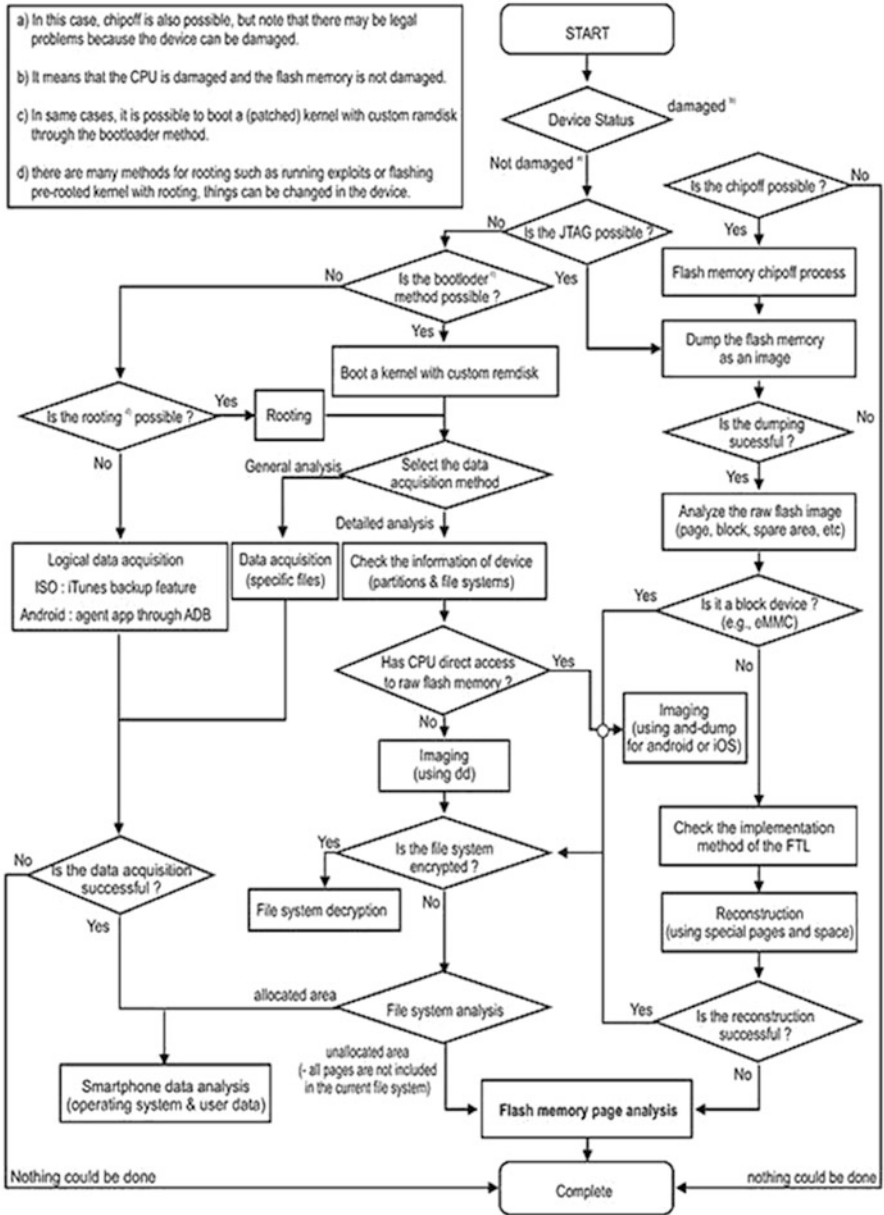 a) In this case, chipoff is also possible, but note that there may be legal
problems because the device can be damaged.
b) It means that the CPU is damaged and the flash memory is not damaged.
c) In same cases, it is possible to boot a (patched) kernel with custom ramdisk
through the bootloader method.
d) there are many methods for rooting such as running exploits or flashing
pre-rooted kernel with rooting, things can be changed in the device.
START
Device Status
damaged b)
Not damaged a)
Is the chipoff possible ?
No
Yes
Is the JTAG possible ?
No
Yes
Flash memory chipoff process
Is the bootloder c)
method possible ?
No
Yes
Dump the flash memory
as an image
Boot a kernel with custom remdisk
Is the rooting d) possible ?
Yes
Rooting
No
Is the dumping
sucessful ?
No
Yes
General analysis
Select the data
acquisition method
Detailed analysis
Analyze the raw flash image
(page, block, spare area, etc)
Logical data acquisition
ISO : iTunes backup feature
Android : agent app through ADB
Data acquisition
(specific files)
Check the information of device
(partitions & file systems)
Yes
Is it a block device ?
(e.g., eMMC)
No
Has CPU direct access
to raw flash memory ?
Yes
No
Imaging
(using and-dump
for android or iOS)
Imaging
(using dd)
Check the implementation
method of the FTL
Yes
Is the file system
encrypted ?
No
No
Is the data acquisition
successful ?
Yes
File system decryption
Reconstruction
(using special pages and space)
allocated area
File system analysis
Yes
Is the reconstruction
successful ?
No
unallocated area
(- all pages are not included
in the current file system)
Smartphone data analysis
(operating system & user data)
Flash memory page analysis
Nothing could be done
nothing could be done
Complete